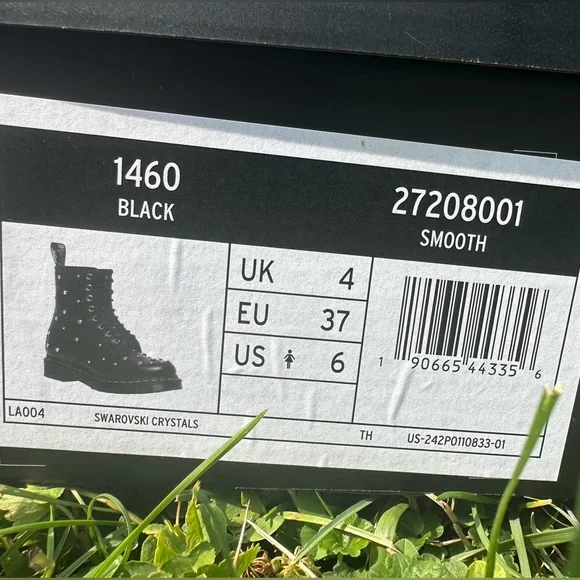 1460
BLACK
27208001
SMOOTH
UK 4
EU 37
US 6
1 90665 44335 6
LA004
SWAROVSKI CRYSTALS
TH
US-242P0110833-01